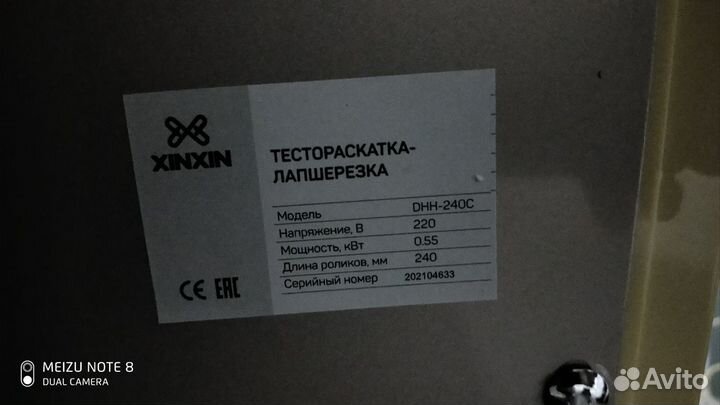 XINXIN
ТЕСТОРАСКАТКА-
ЛАПШЕРЕЗКА
Модель DHH-240C
Напряжение, В 220
Мощность, кВт 0.55
Длина роликов, мм 240
Серийный номер 202104633
CE EAC
MEIZU NOTE 8
DUAL CAMERA
Avito